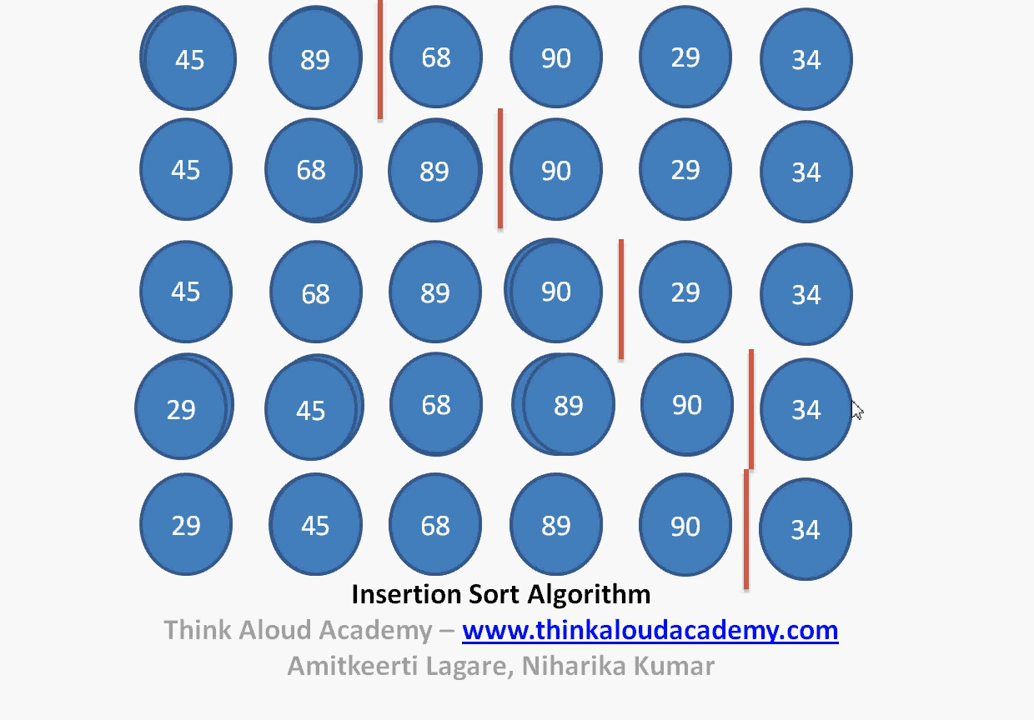 45 89 68 90 29 34
45 68 89 90 29 34
45 68 89 90 29 34
29 45 68 89 90 34
29 45 68 89 90 34
Insertion Sort Algorithm
Think Aloud Academy – www.thinkaloudacademy.com
Amitkeerti Lagare, Niharika Kumar